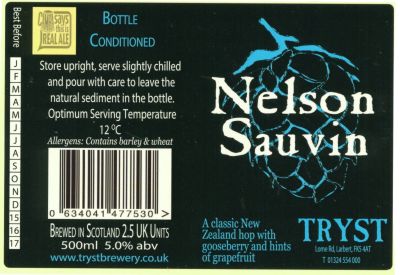 Best Before
J
F
M
A
M
J
J
A
S
O
N
D
15
16
17
CAMRA says
this is
REAL ALE
BOTTLE
CONDITIONED
Store upright, serve slightly chilled
and pour with care to leave the
natural sediment in the bottle.
Optimum Serving Temperature
12 °C
Allergens: Contains barley & wheat
0 634041 477530 >
BREWED IN SCOTLAND 2.5 UK UNITS
500ml 5.0% abv
www.trystbrewery.co.uk
Nelson
Sauvin
A classic New
Zealand hop with
gooseberry and hints
of grapefruit
TRYST
Lorne Rd, Larbert, FK5 4AT
T 01324 554 000